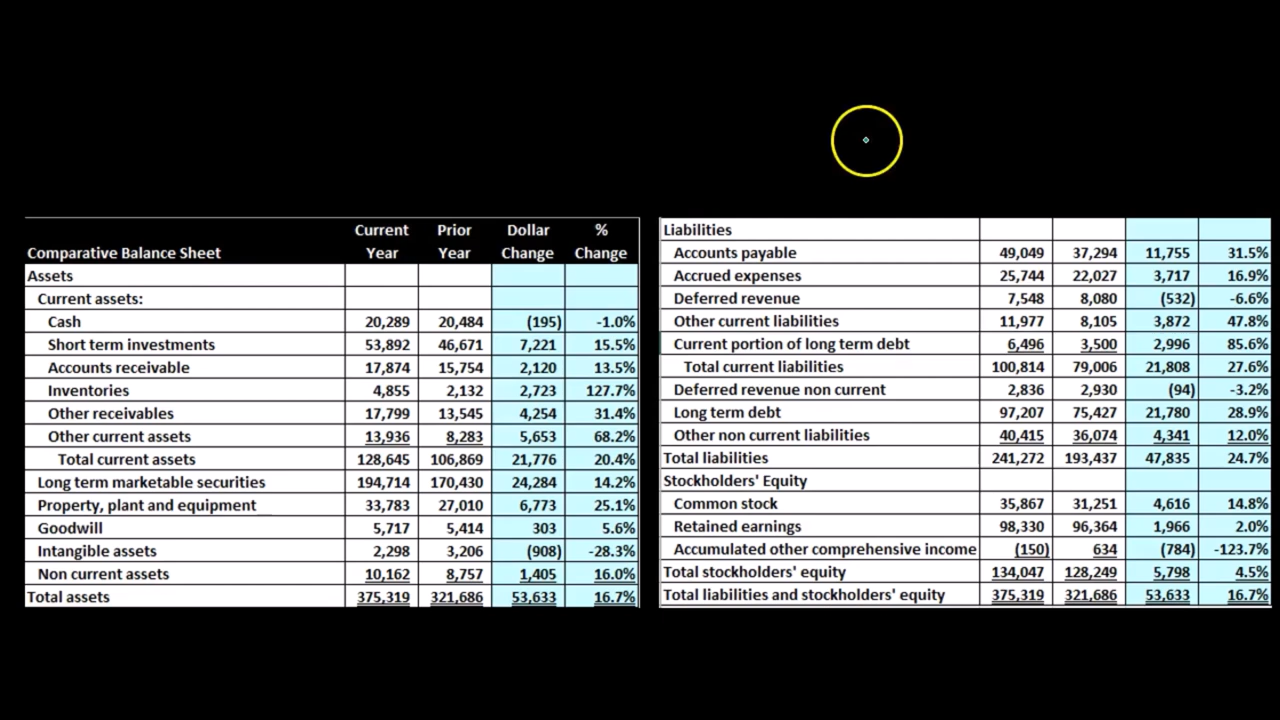 Current Prior Dollar %
Comparative Balance Sheet Year Year Change Change
Assets
Current assets:
Cash 20,289 20,484 (195) -1.0%
Short term investments 53,892 46,671 7,221 15.5%
Accounts receivable 17,874 15,754 2,120 13.5%
Inventories 4,855 2,132 2,723 127.7%
Other receivables 17,799 13,545 4,254 31.4%
Other current assets 13,936 8,283 5,653 68.2%
Total current assets 128,645 106,869 21,776 20.4%
Long term marketable securities 194,714 170,430 24,284 14.2%
Property, plant and equipment 33,783 27,010 6,773 25.1%
Goodwill 5,717 5,414 303 5.6%
Intangible assets 2,298 3,206 (908) -28.3%
Non current assets 10,162 8,757 1,405 16.0%
Total assets 375,319 321,686 53,633 16.7%
Liabilities
Accounts payable 49,049 37,294 11,755 31.5%
Accrued expenses 25,744 22,027 3,717 16.9%
Deferred revenue 7,548 8,080 (532) -6.6%
Other current liabilities 11,977 8,105 3,872 47.8%
Current portion of long term debt 6,496 3,500 2,996 85.6%
Total current liabilities 100,814 79,006 21,808 27.6%
Deferred revenue non current 2,836 2,930 (94) -3.2%
Long term debt 97,207 75,427 21,780 28.9%
Other non current liabilities 40,415 36,074 4,341 12.0%
Total liabilities 241,272 193,437 47,835 24.7%
Stockholders' Equity
Common stock 35,867 31,251 4,616 14.8%
Retained earnings 98,330 96,364 1,966 2.0%
Accumulated other comprehensive income (150) 634 (784) -123.7%
Total stockholders' equity 134,047 128,249 5,798 4.5%
Total liabilities and stockholders' equity 375,319 321,686 53,633 16.7%